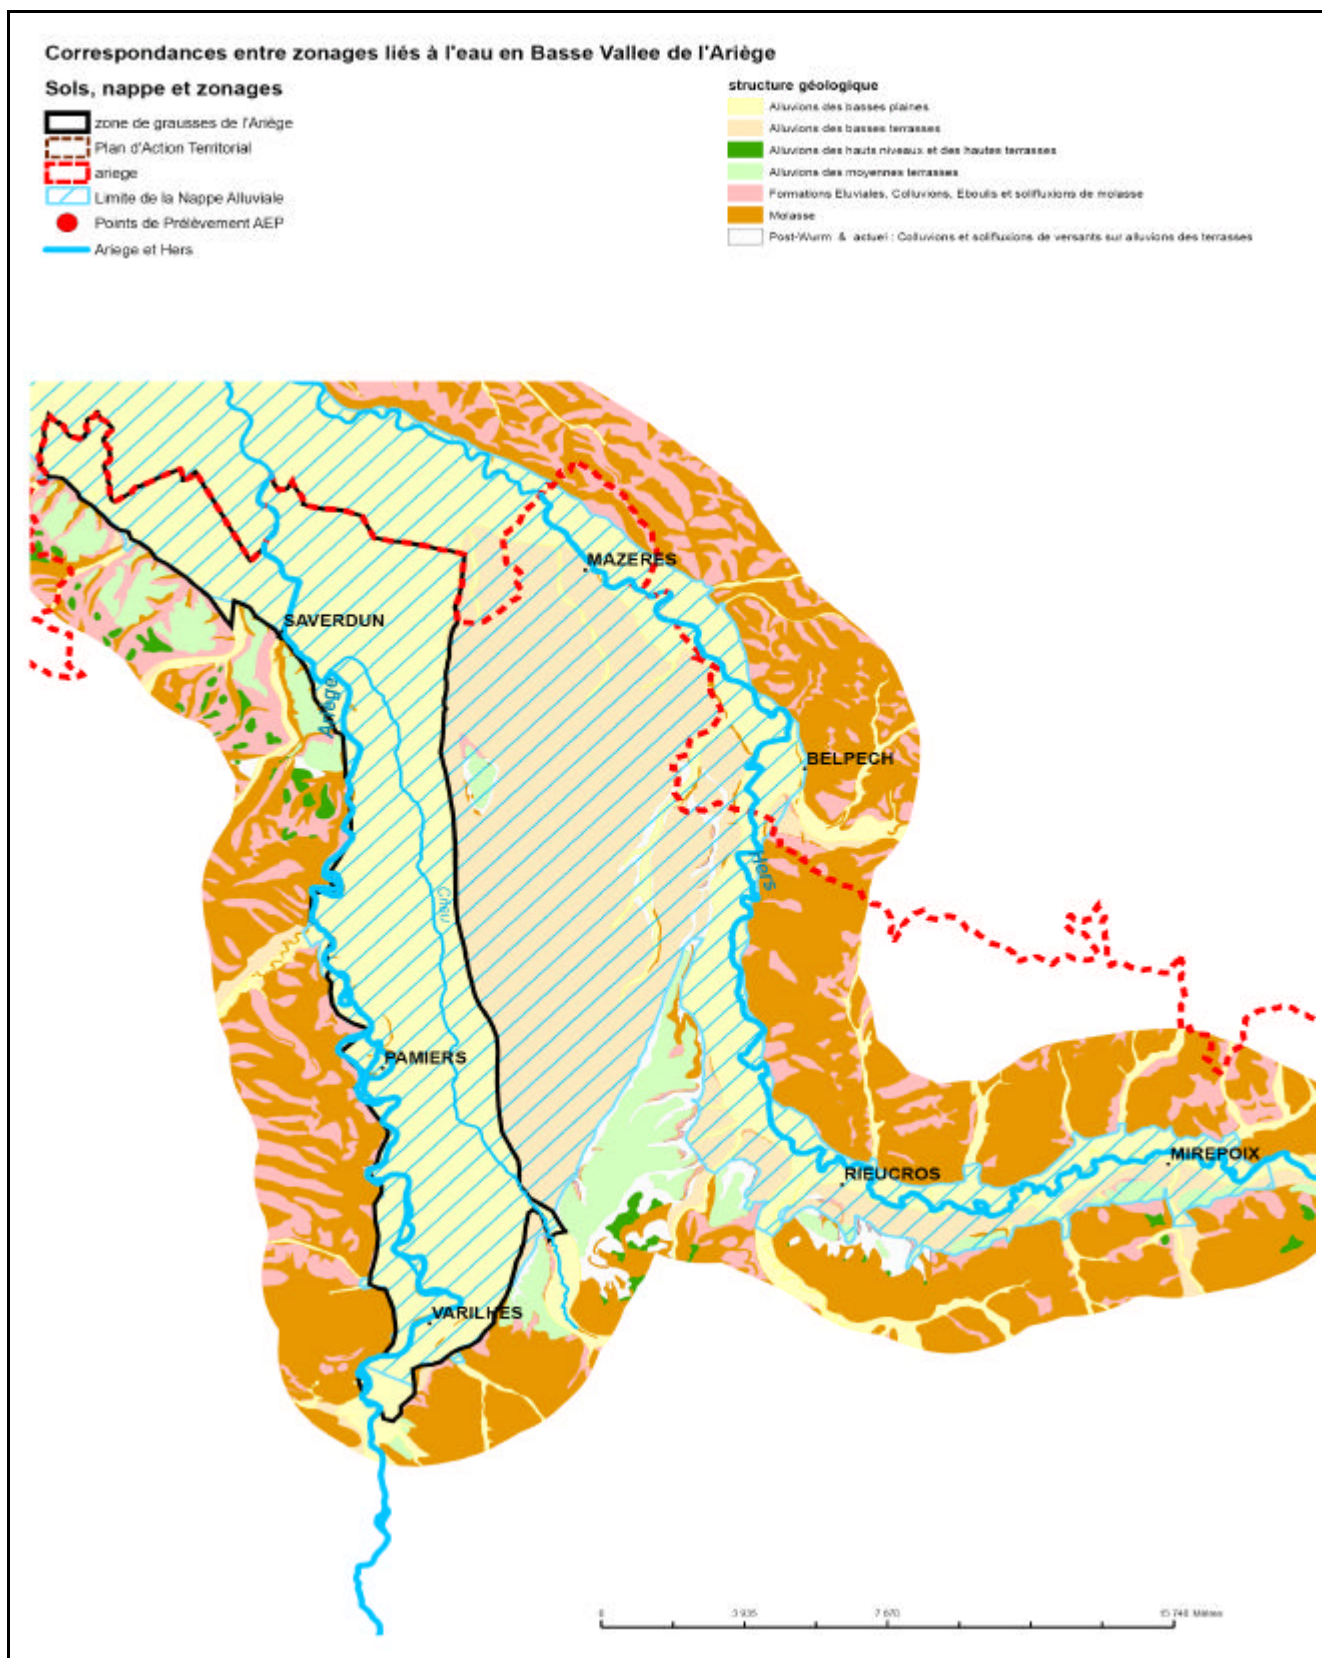 Correspondances entre zonages liés à l'eau en Basse Vallee de l'Ariège
Sols, nappe et zonages
zone de grausses de l'Ariège
Plan d'Action Territorial
ariege
Limite de la Nappe Alluviale
Points de Prélèvement AEP
Ariege et Hers
structure géologique
Alluvions des basses plaines
Alluvions des basses terrasses
Alluvions des hauts niveaux et des hautes terrasses
Alluvions des moyennes terrasses
Formations Eluviales, Colluvions, Eboulis et solifluxions de molasse
Molasse
Post-Wurm & actuel : Colluvions et solifluxions de versants sur alluvions des terrasses
MAZERES
SAVERDUN
Ariege
BELPECH
Hers
PAMIERS
MIREPOIX
RIEUCROS
VARILHES
0 3 935 7 870 15 740 Mètres